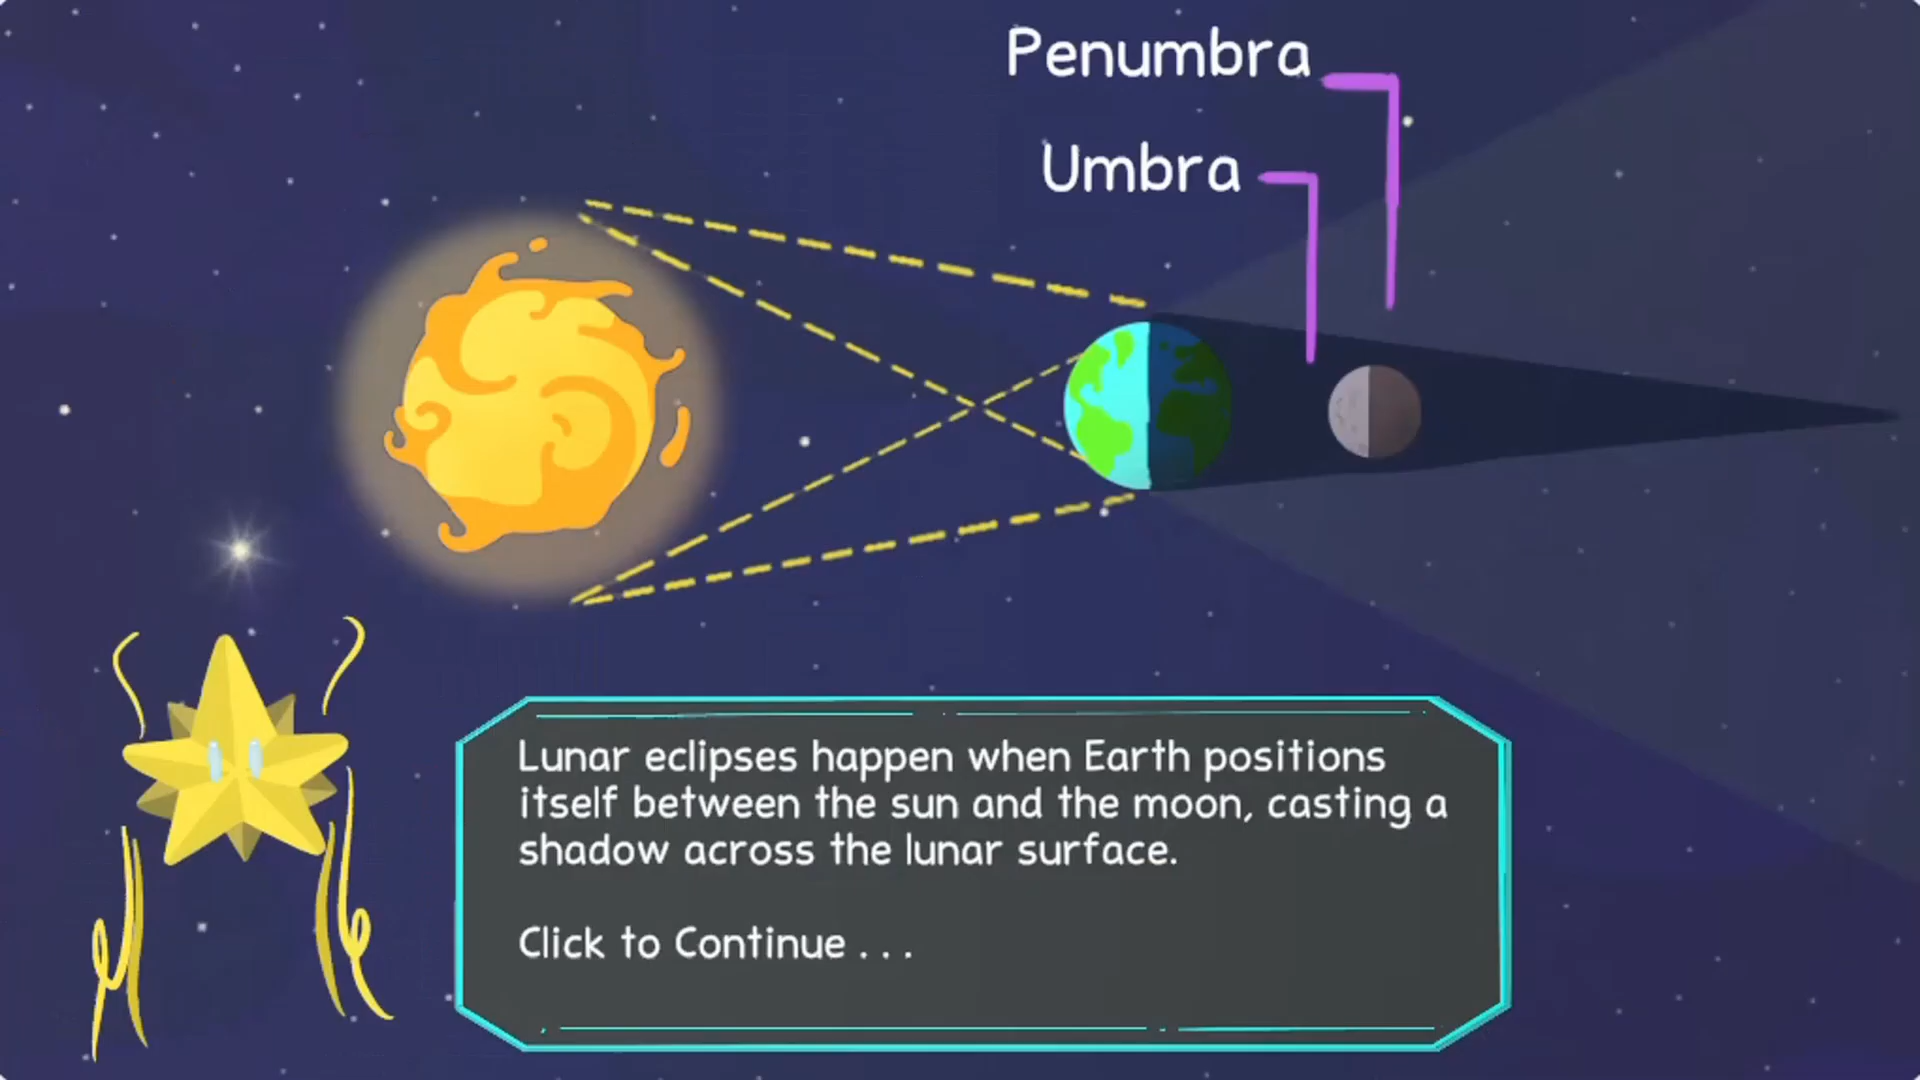 Penumbra
Umbra
Lunar eclipses happen when Earth positions
itself between the sun and the moon, casting a
shadow across the lunar surface.
Click to Continue . . .